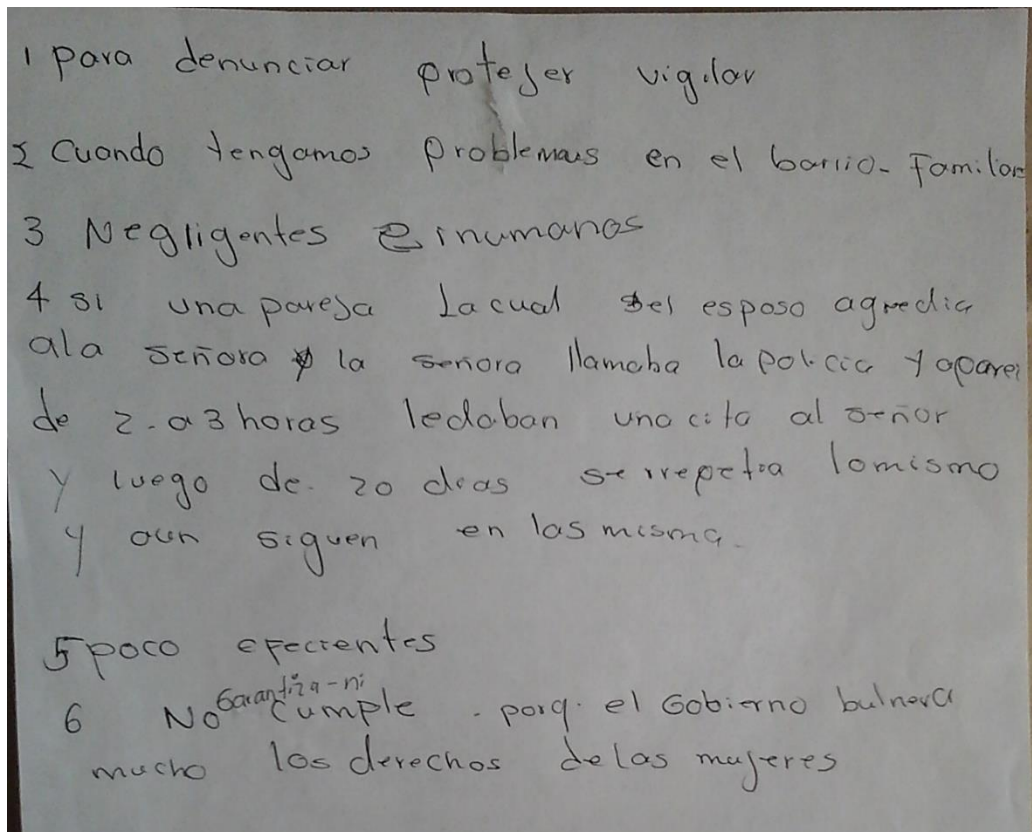 1 para denunciar protejer vigilar
2 Cuando tengamos problemas en el barrio - Familiar
3 Negligentes e inumanos
4 si una pareja la cual el esposo agredia
ala señora y la señora llamaba la policia y aparei
de 2. a 3 horas ledaban una cita al señor
y luego de. 20 dias se rrepetia lomismo
y aun siguen en las misma.
5 poco efecientes
6 No Garantiza - ni cumple - porq. el Gobierno bulnera
mucho los derechos delas mujeres